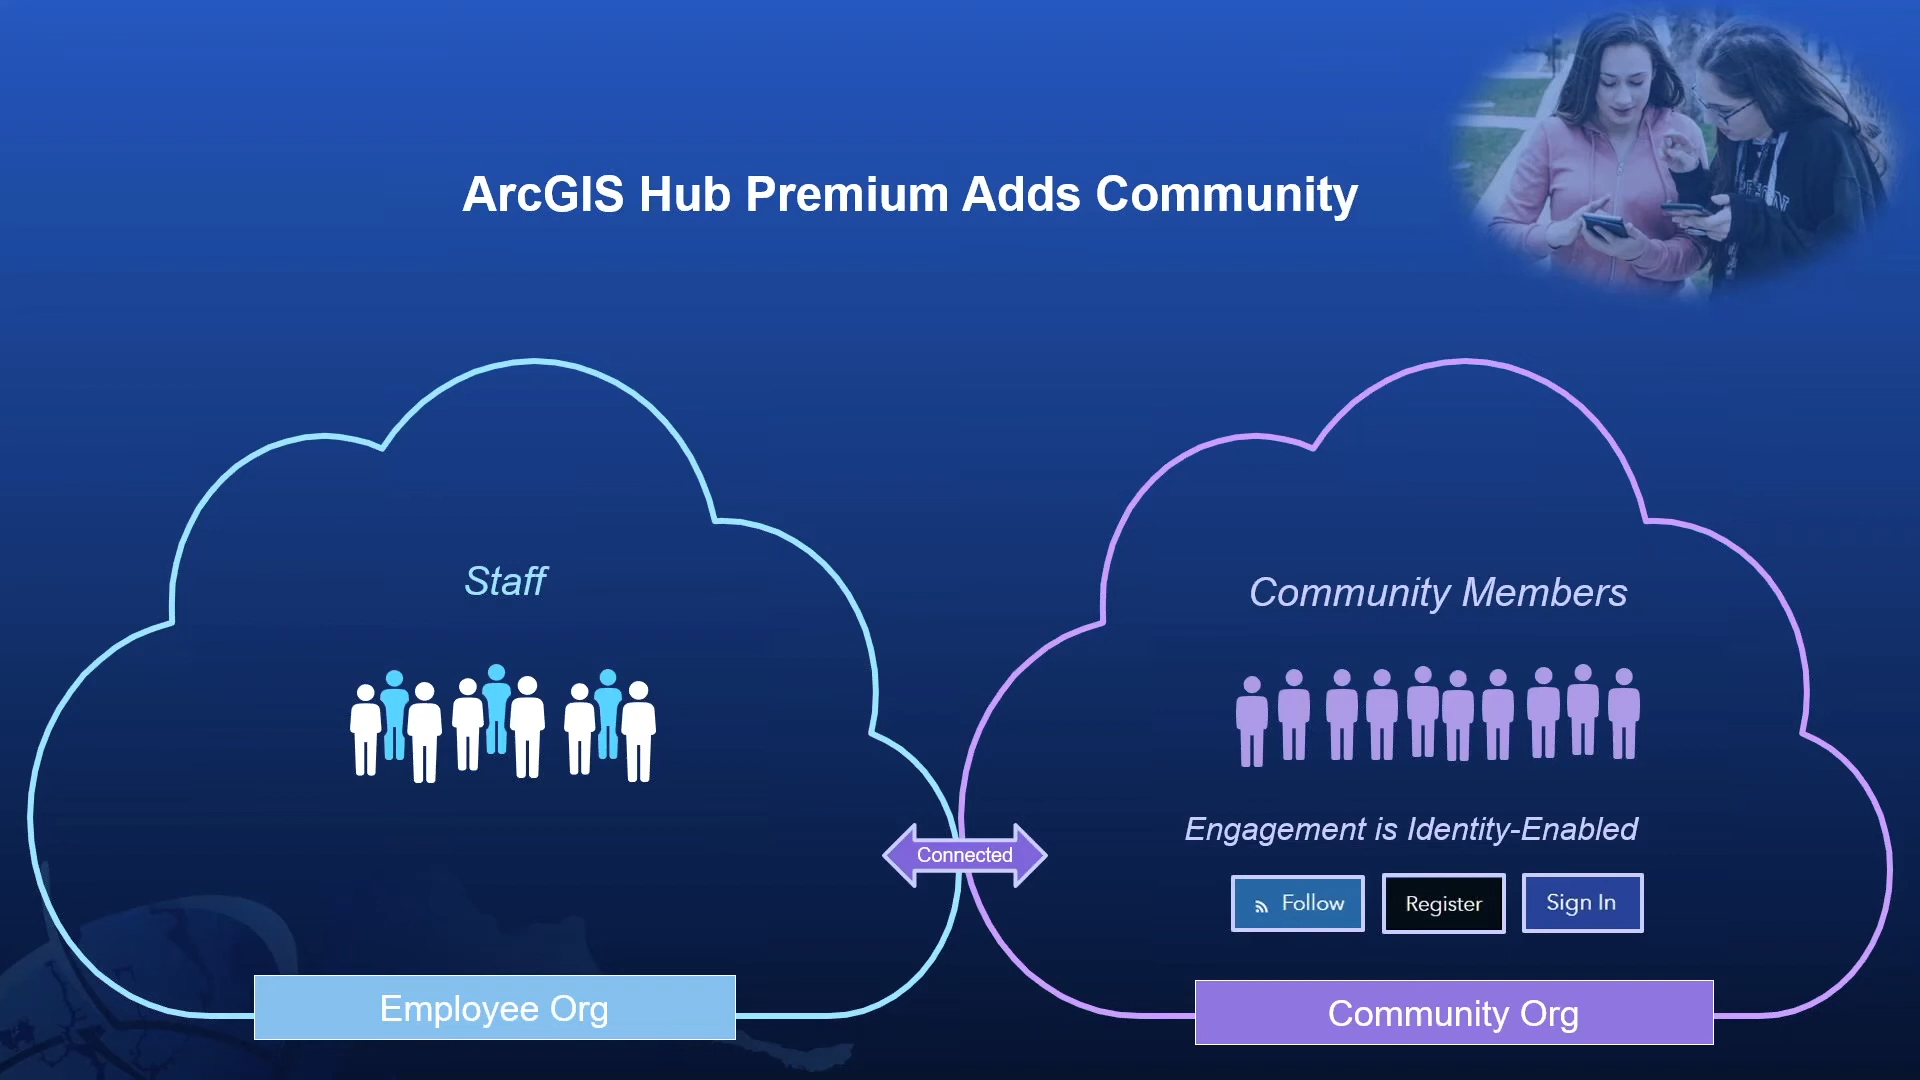 ArcGIS Hub Premium Adds Community
Staff
Community Members
Engagement is Identity-Enabled
Connected
Follow
Register
Sign In
Employee Org
Community Org